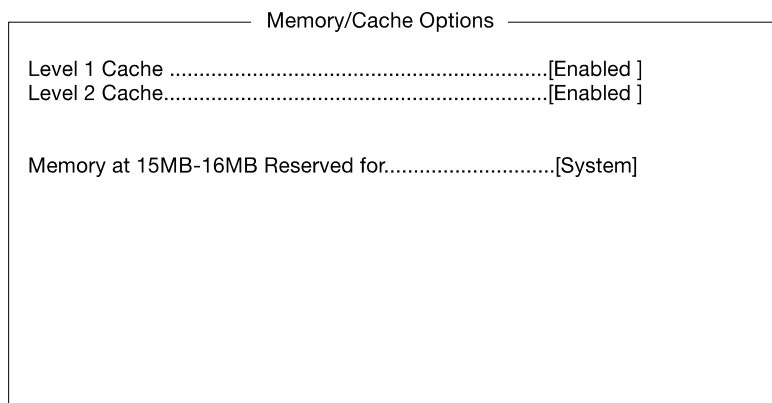 Memory/Cache Options
Level 1 Cache ................................................................[Enabled ]
Level 2 Cache.................................................................[Enabled ]
Memory at 15MB-16MB Reserved for.............................[System]